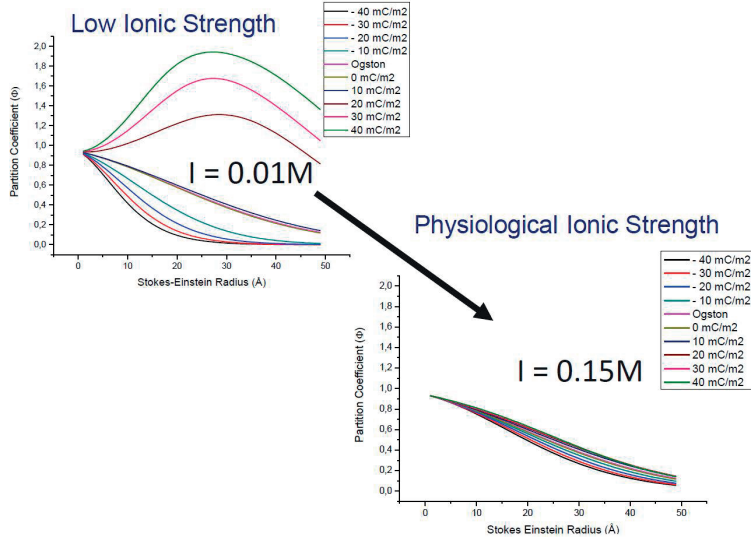 Low Ionic Strength
- 40 mC/m2
- 30 mC/m2
- 20 mC/m2
- 10 mC/m2
Ogston
0 mC/m2
10 mC/m2
20 mC/m2
30 mC/m2
40 mC/m2
Partition Coefficient (Φ)
2,0
1,8
1,6
1,4
1,2
1,0
0,8
0,6
0,4
0,2
0,0
I = 0.01M
0 10 20 30 40 50
Stokes-Einstein Radius (Å)
Physiological Ionic Strength
- 40 mC/m2
- 30 mC/m2
- 20 mC/m2
- 10 mC/m2
Ogston
0 mC/m2
10 mC/m2
20 mC/m2
30 mC/m2
40 mC/m2
Partition Coefficient (Φ)
2,0
1,8
1,6
1,4
1,2
1,0
0,8
0,6
0,4
0,2
0,0
I = 0.15M
0 10 20 30 40 50
Stokes Einstein Radius (Å)